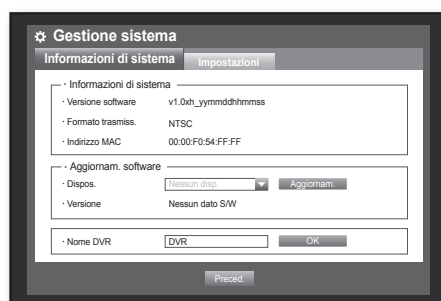 Gestione sistema
Informazioni di sistema Impostazioni
· Informazioni di sistema
· Versione software v1.0xh_yymmddhhmmss
· Formato trasmiss. NTSC
· Indirizzo MAC 00:00:F0:54:FF:FF
· Aggiornam. software
· Dispos. Nessun disp. Aggiornam.
· Versione Nessun dato S/W
· Nome DVR DVR OK
Preced.